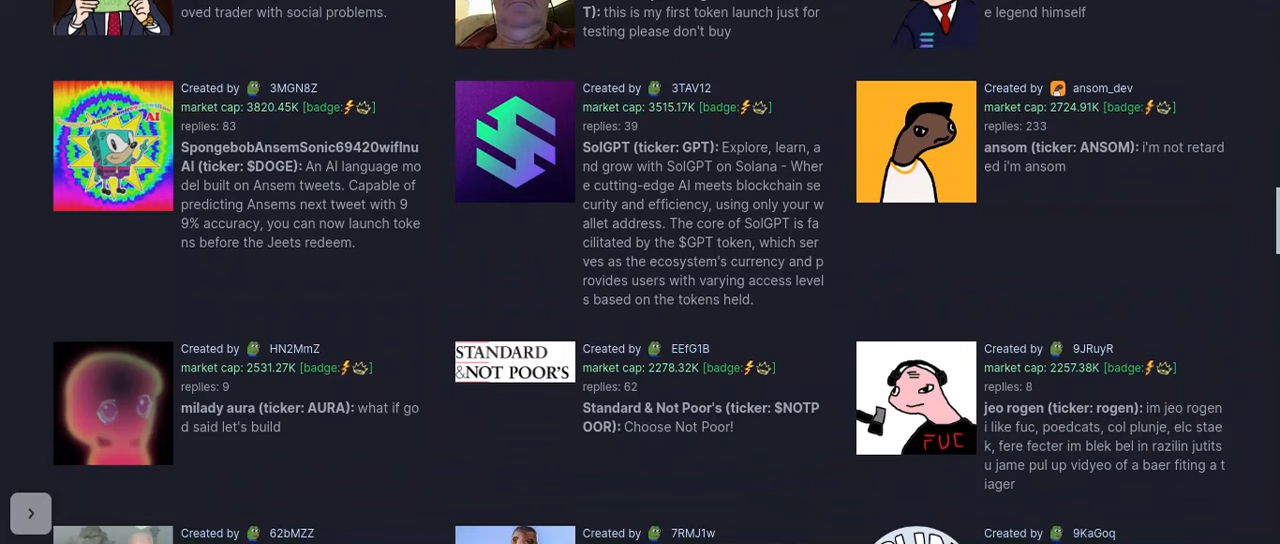 oved trader with social problems.
T): this is my first token launch just for
testing please don't buy
e legend himself
Created by 3MGN8Z
market cap: 3820.45K [badge:⚡👑]
replies: 83
SpongebobAnsemSonic69420wifInu
AI (ticker: $DOGE): An AI language mo
del built on Ansem tweets. Capable of
predicting Ansems next tweet with 9
9% accuracy, you can now launch toke
ns before the Jeets redeem.
Created by 3TAV12
market cap: 3515.17K [badge:⚡👑]
replies: 39
SolGPT (ticker: GPT): Explore, learn, a
nd grow with SolGPT on Solana - Wher
e cutting-edge AI meets blockchain se
curity and efficiency, using only your w
allet address. The core of SolGPT is fa
cilitated by the $GPT token, which ser
ves as the ecosystem's currency and p
rovides users with varying access level
s based on the tokens held.
Created by ansom_dev
market cap: 2724.91K [badge:⚡👑]
replies: 233
ansom (ticker: ANSOM): i'm not retard
ed i'm ansom
AI
Created by HN2MmZ
market cap: 2531.27K [badge:⚡👑]
replies: 9
milady aura (ticker: AURA): what if go
d said let's build
STANDARD
&NOT POOR'S
Created by EEfG1B
market cap: 2278.32K [badge:⚡👑]
replies: 62
Standard & Not Poor's (ticker: $NOTP
OOR): Choose Not Poor!
FUC
Created by 9JRuyR
market cap: 2257.38K [badge:⚡👑]
replies: 8
jeo rogen (ticker: rogen): im jeo rogen
i like fuc, poedcats, col plunje, elc stae
k, fere fecter im blek bel in razilin jutits
u jame pull up vidyeo of a baer fiting a t
iager
Created by 62bMZZ
Created by 7RMJ1w
Created by 9KaGoq